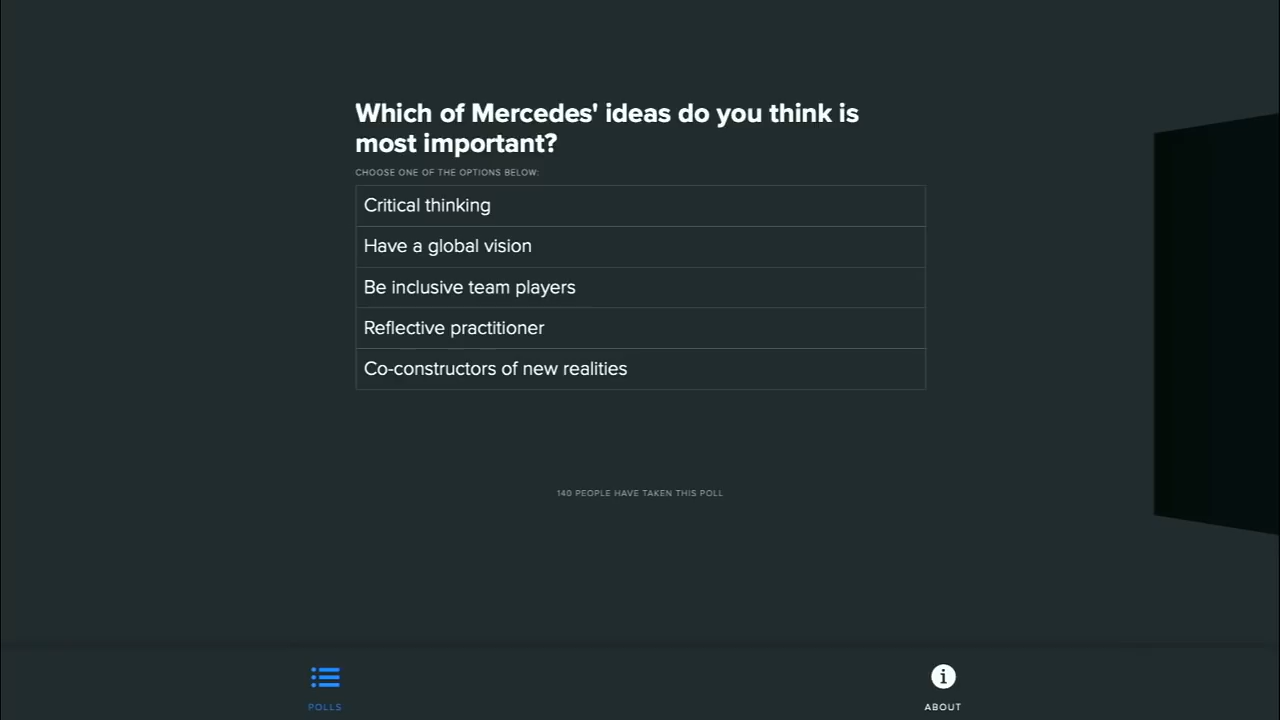 Which of Mercedes' ideas do you think is
most important?
CHOOSE ONE OF THE OPTIONS BELOW:
Critical thinking
Have a global vision
Be inclusive team players
Reflective practitioner
Co-constructors of new realities
140 PEOPLE HAVE TAKEN THIS POLL
POLLS
ABOUT